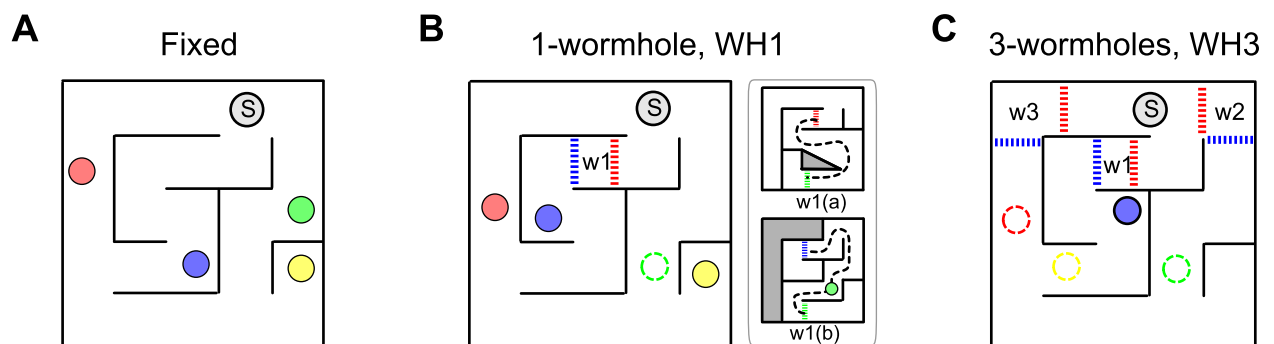 A
Fixed
S
B
1-wormhole, WH1
S
w1
w1(a)
w1(b)
C
3-wormholes, WH3
w3
S
w2
w1